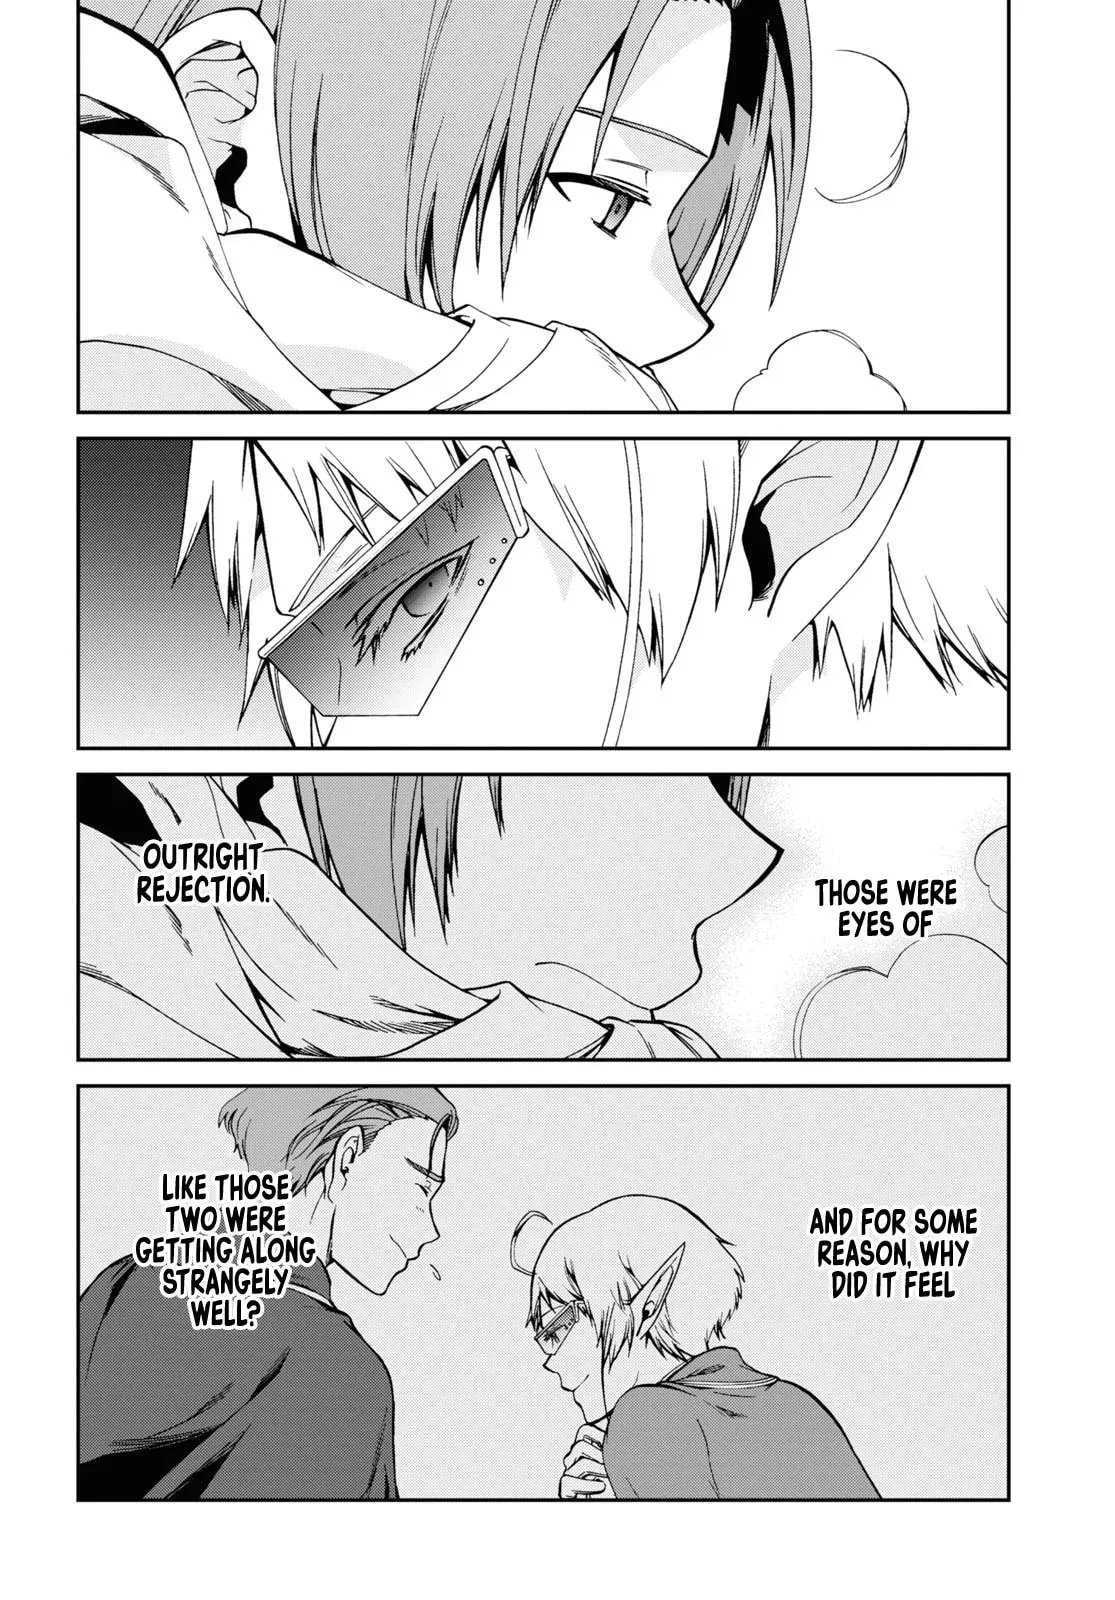 THOSE WERE
EYES OF
OUTRIGHT
REJECTION.
AND FOR SOME
REASON, WHY
DID IT FEEL
LIKE THOSE
TWO WERE
GETTING ALONG
STRANGELY
WELL?